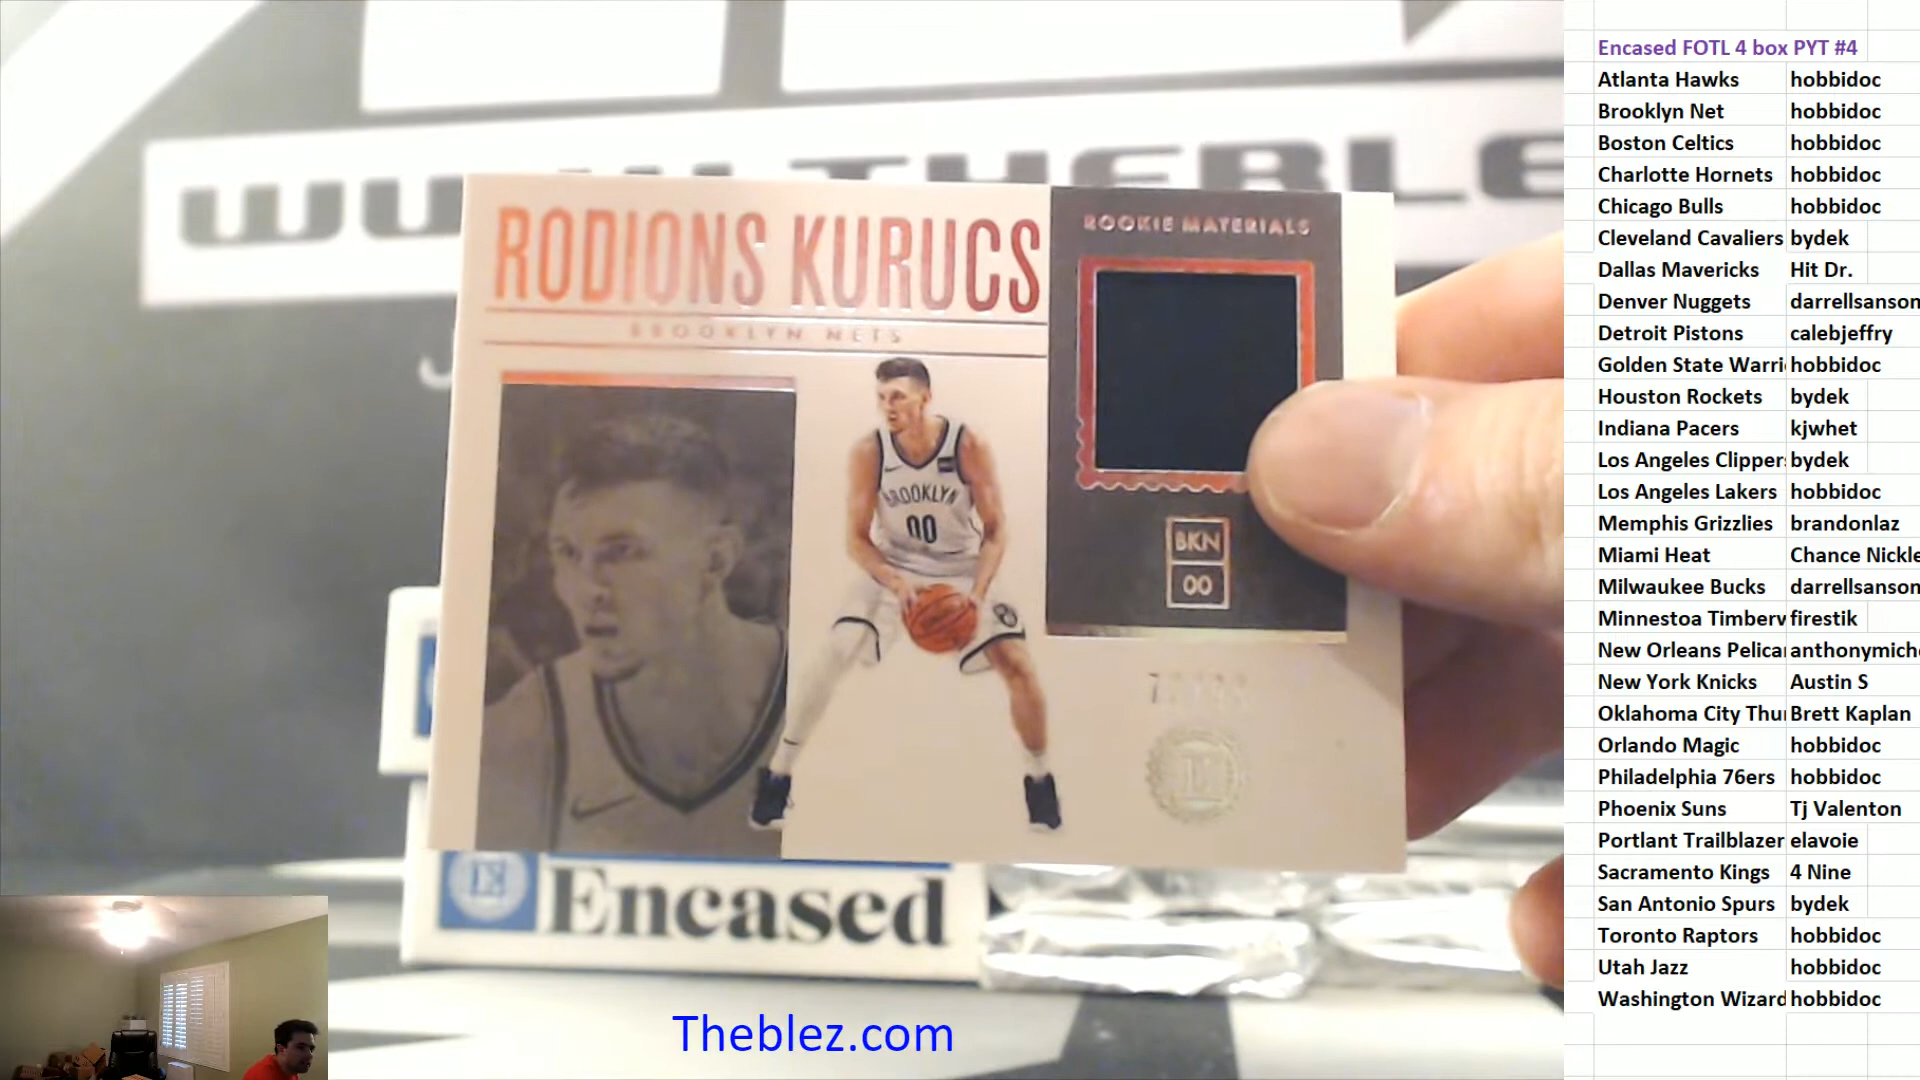 RODIONS KURUCS
BROOKLYN NETS
ROOKIE MATERIALS
BROOKLYN
00
BKN
00
Encased
Theblez.com
Encased FOTL 4 box PYT #4
Atlanta Hawks hobbidoc
Brooklyn Net hobbidoc
Boston Celtics hobbidoc
Charlotte Hornets hobbidoc
Chicago Bulls hobbidoc
Cleveland Cavaliers bydek
Dallas Mavericks Hit Dr.
Denver Nuggets darrellsanson
Detroit Pistons calebjeffry
Golden State Warri hobbidoc
Houston Rockets bydek
Indiana Pacers kjwhet
Los Angeles Clippers bydek
Los Angeles Lakers hobbidoc
Memphis Grizzlies brandonlaz
Miami Heat Chance Nickle
Milwaukee Bucks darrellsanson
Minnestoa Timberw firestik
New Orleans Pelica anthonymich
New York Knicks Austin S
Oklahoma City Thu Brett Kaplan
Orlando Magic hobbidoc
Philadelphia 76ers hobbidoc
Phoenix Suns Tj Valenton
Portlant Trailblazer elavoie
Sacramento Kings 4 Nine
San Antonio Spurs bydek
Toronto Raptors hobbidoc
Utah Jazz hobbidoc
Washington Wizard hobbidoc